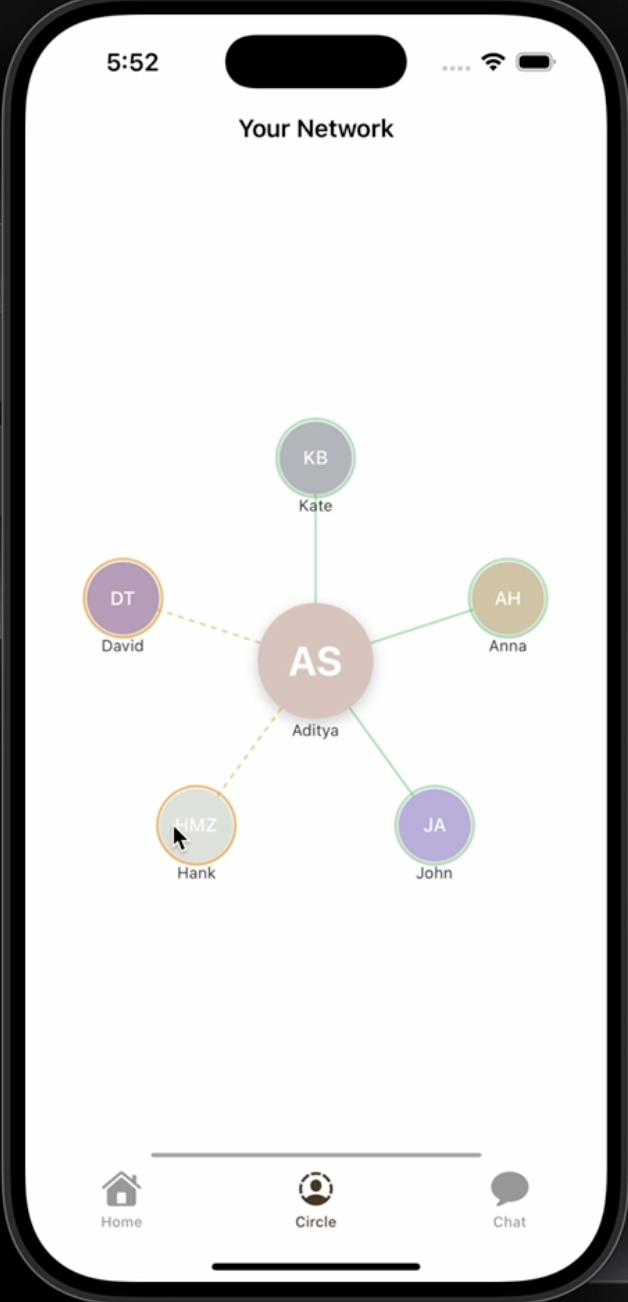 5:52
Your Network
KB
Kate
DT
David
AH
Anna
AS
Aditya
HMZ
Hank
JA
John
Home
Circle
Chat